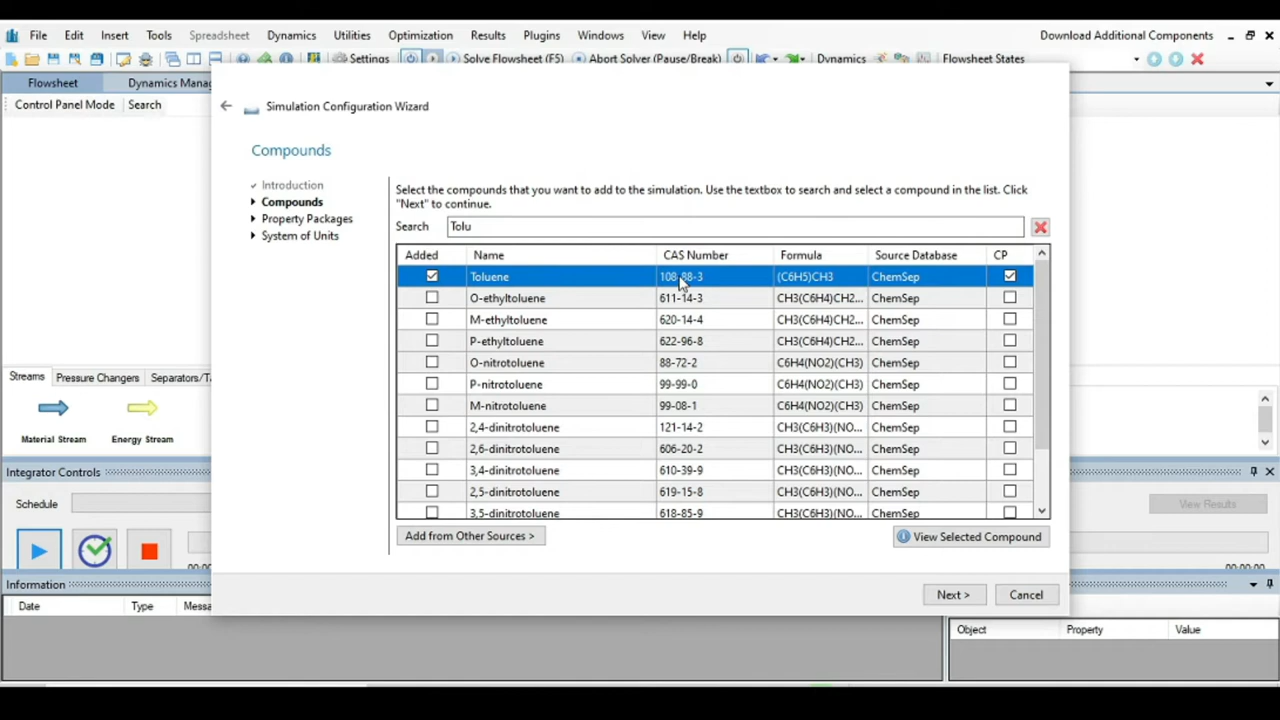 File Edit Insert Tools Spreadsheet Dynamics Utilities Optimization Results Plugins Windows View Help Download Additional Components
Settings Solve Flowsheet (F5) Abort Solver (Pause/Break) Dynamics Flowsheet States
Flowsheet Dynamics Mana
Control Panel Mode Search
Simulation Configuration Wizard
Compounds
Introduction
Compounds
Property Packages
System of Units
Select the compounds that you want to add to the simulation. Use the textbox to search and select a compound in the list. Click
"Next" to continue.
Search Tolu
Added Name CAS Number Formula Source Database CP
Toluene 108-88-3 (C6H5)CH3 ChemSep
O-ethyltoluene 611-14-3 CH3(C6H4)CH2... ChemSep
M-ethyltoluene 620-14-4 CH3(C6H4)CH2... ChemSep
P-ethyltoluene 622-96-8 CH3(C6H4)CH2... ChemSep
O-nitrotoluene 88-72-2 C6H4(NO2)(CH3) ChemSep
P-nitrotoluene 99-99-0 C6H4(NO2)(CH3) ChemSep
M-nitrotoluene 99-08-1 C6H4(NO2)(CH3) ChemSep
2,4-dinitrotoluene 121-14-2 CH3(C6H3)(NO... ChemSep
2,6-dinitrotoluene 606-20-2 CH3(C6H3)(NO... ChemSep
3,4-dinitrotoluene 610-39-9 CH3(C6H3)(NO... ChemSep
2,5-dinitrotoluene 619-15-8 CH3(C6H3)(NO... ChemSep
3,5-dinitrotoluene 618-85-9 CH3(C6H3)(NO... ChemSep
Add from Other Sources > View Selected Compound
Next > Cancel
Streams Pressure Changers Separators/T
Material Stream Energy Stream
Integrator Controls
Schedule View Results
00:00:00
Information
Date Type Messa
Object Property Value